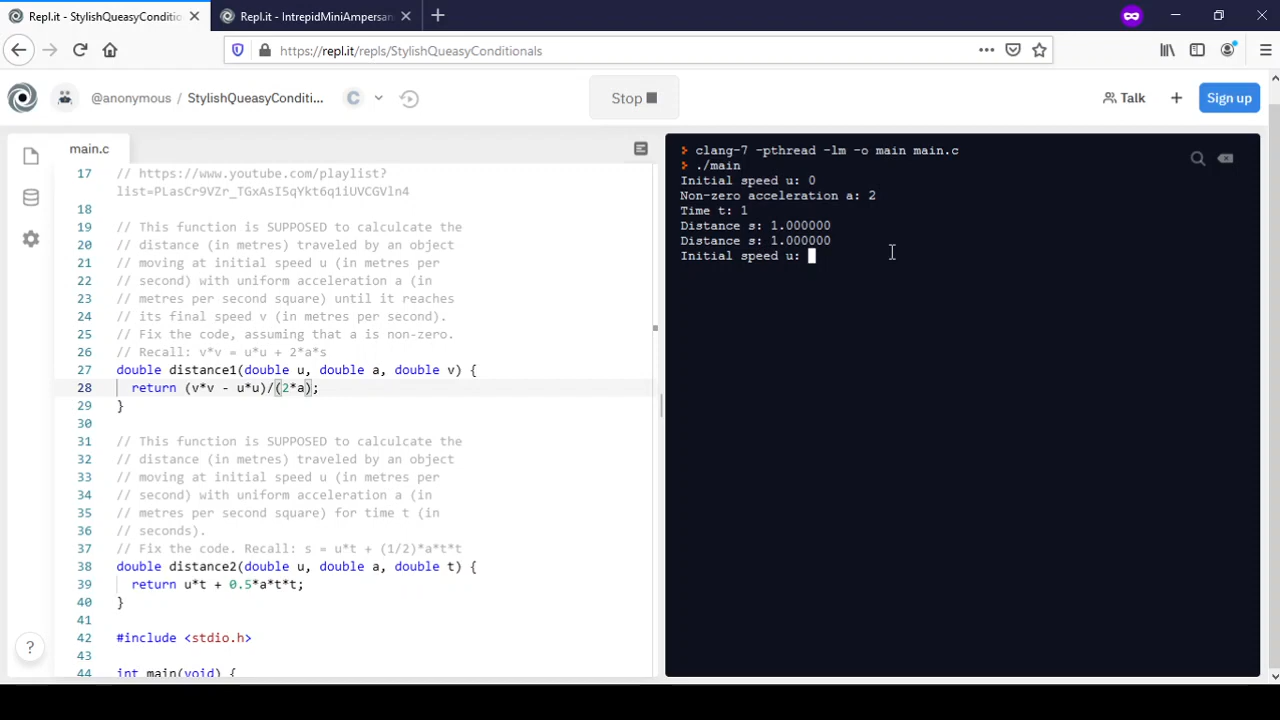 Repl.it - StylishQueasyConditio
Repl.it - IntrepidMiniAmpersan
https://repl.it/repls/StylishQueasyConditionals
@anonymous / StylishQueasyConditi...
C
Stop
Talk
Sign up
main.c
17 // https://www.youtube.com/playlist?
list=PLasCr9VZr_TGxAsI5qYkt6q1iUVCGVln4
18
19 // This function is SUPPOSED to calculcate the
20 // distance (in metres) traveled by an object
21 // moving at initial speed u (in metres per
22 // second) with uniform acceleration a (in
23 // metres per second square) until it reaches
24 // its final speed v (in metres per second).
25 // Fix the code, assuming that a is non-zero.
26 // Recall: v*v = u*u + 2*a*s
27 double distance1(double u, double a, double v) {
28 return (v*v - u*u)/(2*a);
29 }
30
31 // This function is SUPPOSED to calculcate the
32 // distance (in metres) traveled by an object
33 // moving at initial speed u (in metres per
34 // second) with uniform acceleration a (in
35 // metres per second square) for time t (in
36 // seconds).
37 // Fix the code. Recall: s = u*t + (1/2)*a*t*t
38 double distance2(double u, double a, double t) {
39 return u*t + 0.5*a*t*t;
40 }
41
42 #include <stdio.h>
43
44 int main(void) {
?
clang-7 -pthread -lm -o main main.c
./main
Initial speed u: 0
Non-zero acceleration a: 2
Time t: 1
Distance s: 1.000000
Distance s: 1.000000
Initial speed u: